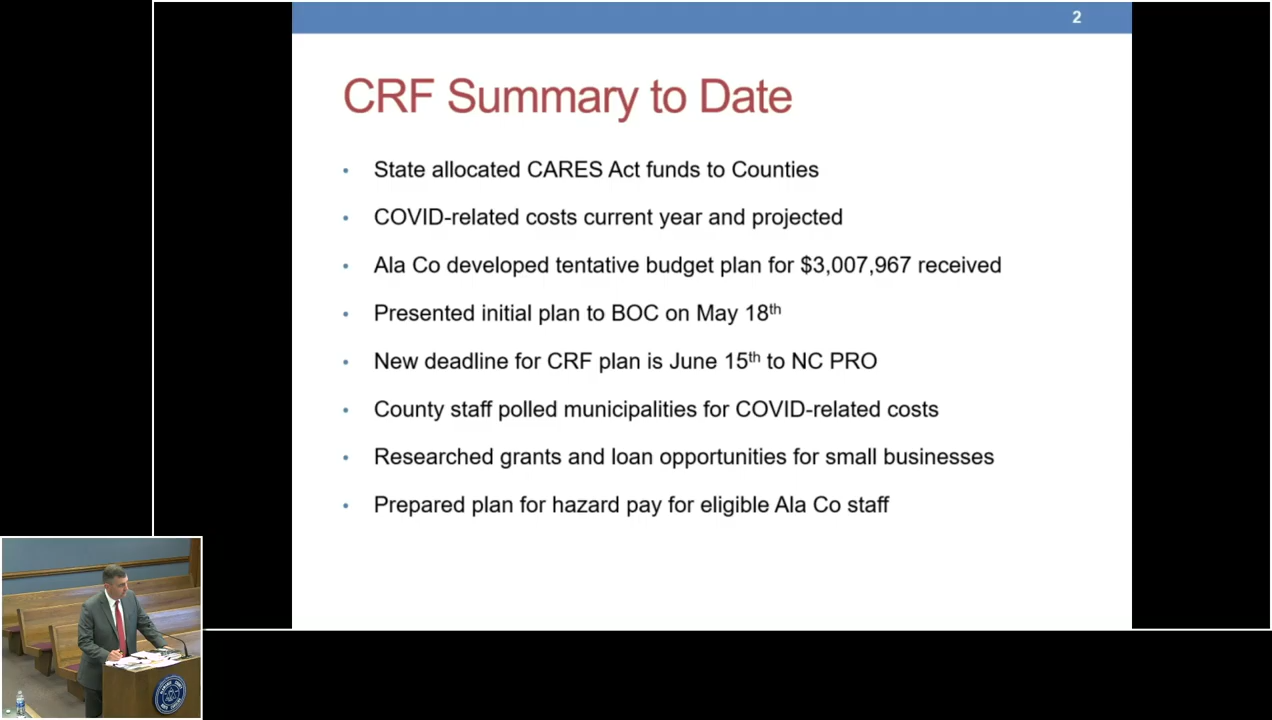 2
CRF Summary to Date
• State allocated CARES Act funds to Counties
• COVID-related costs current year and projected
• Ala Co developed tentative budget plan for $3,007,967 received
• Presented initial plan to BOC on May 18th
• New deadline for CRF plan is June 15th to NC PRO
• County staff polled municipalities for COVID-related costs
• Researched grants and loan opportunities for small businesses
• Prepared plan for hazard pay for eligible Ala Co staff